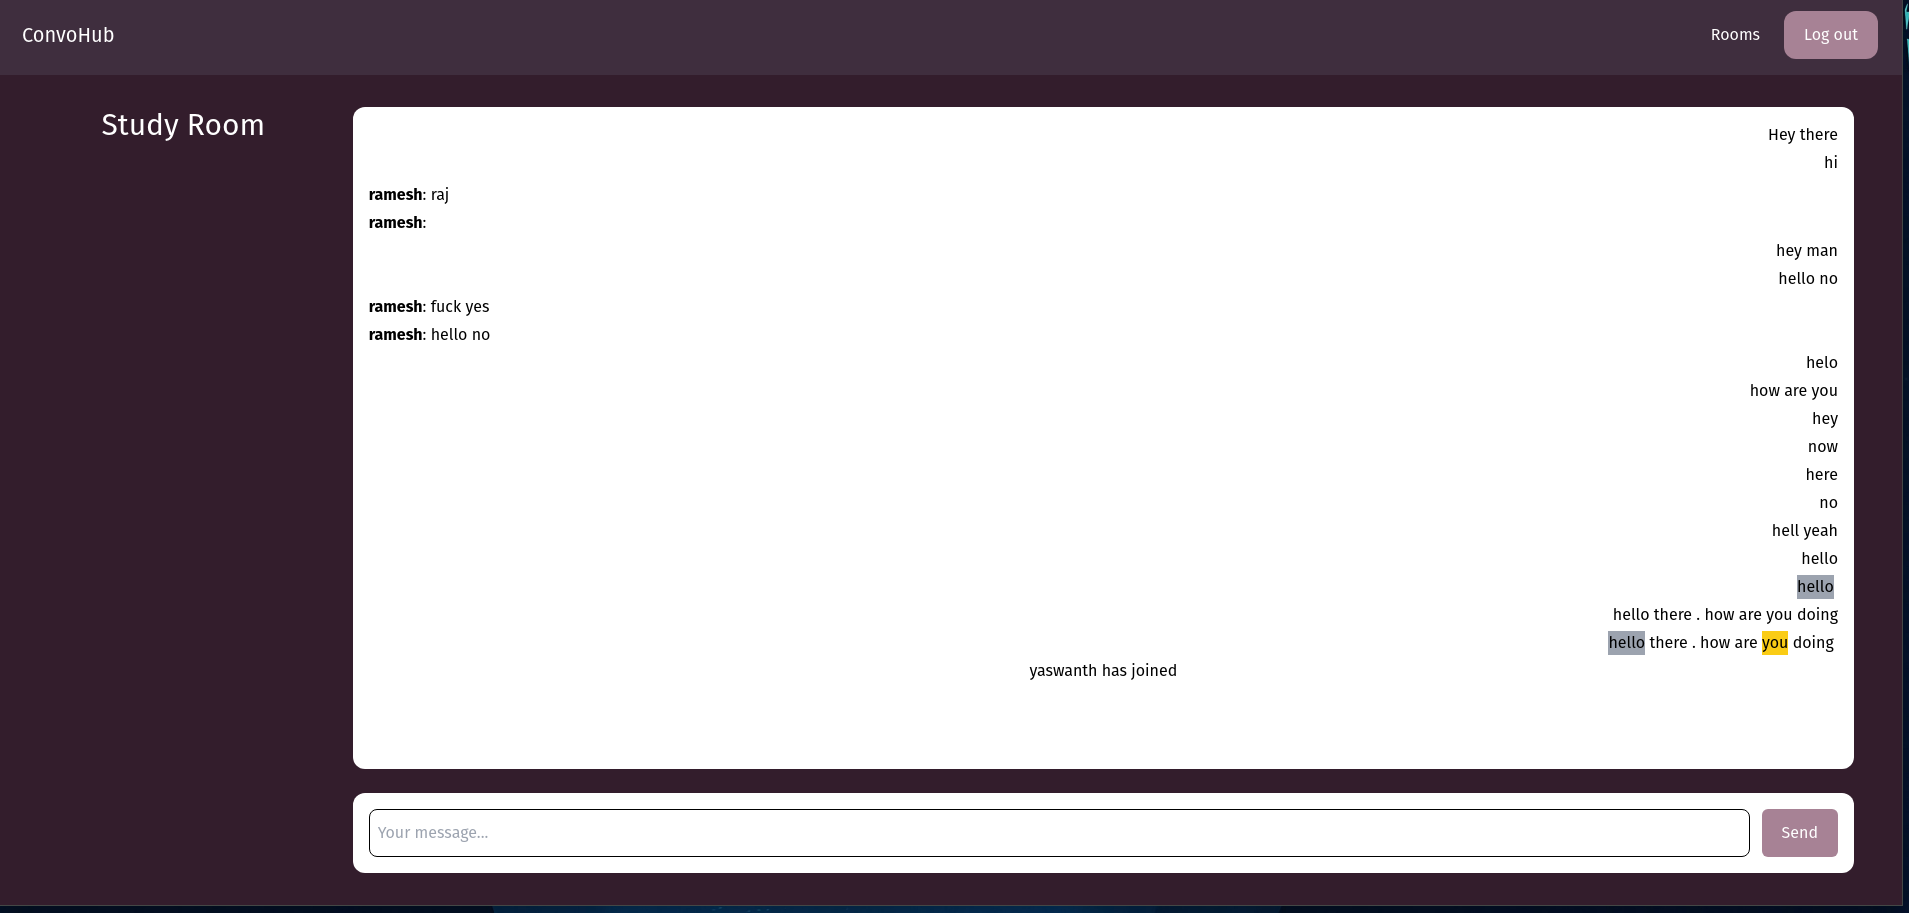 ConvoHub
Rooms
Log out
Study Room
Hey there
hi
ramesh: raj
ramesh:
hey man
hello no
ramesh: fuck yes
ramesh: hello no
helo
how are you
hey
now
here
no
hell yeah
hello
hello
hello there . how are you doing
hello there . how are you doing
yaswanth has joined
Your message...
Send